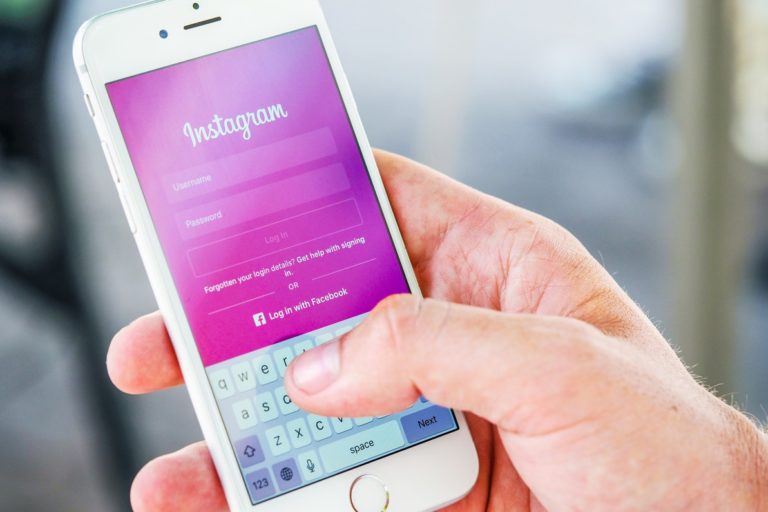 Instagram
Username
Password
Log In
Forgotten your login details? Get help with signing
in.
OR
Log In with Facebook
q w e r
a s d
z x c v
123 space Next